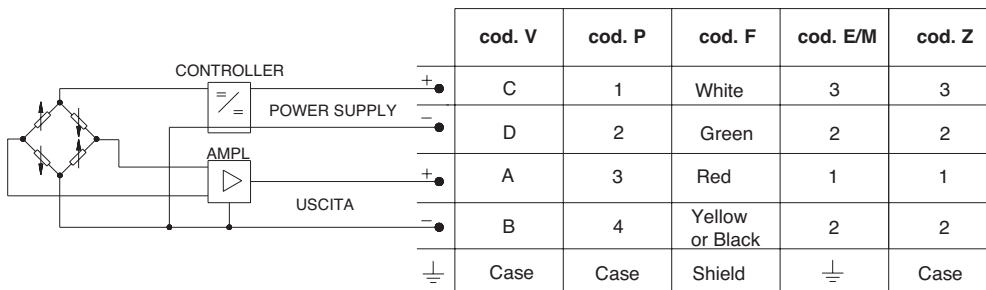 cod. V cod. P cod. F cod. E/M cod. Z
CONTROLLER
+ C 1 White 3 3
POWER SUPPLY
− D 2 Green 2 2
AMPL
+ A 3 Red 1 1
USCITA
− B 4 Yellow or Black 2 2
Case Case Shield Case